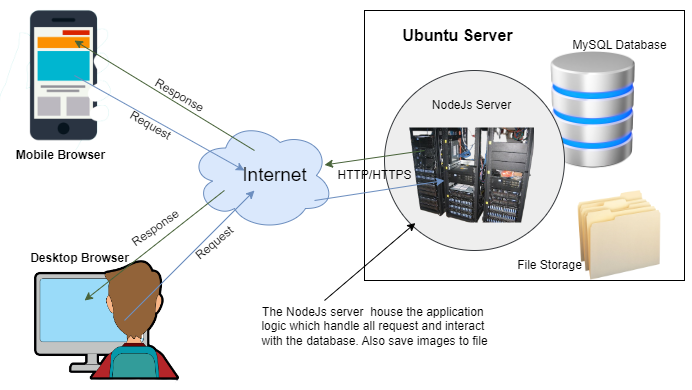 Ubuntu Server
MySQL Database
NodeJs Server
Response
Request
Mobile Browser
Internet
HTTP/HTTPS
Response
Request
Desktop Browser
File Storage
The NodeJs server house the application
logic which handle all request and interact
with the database. Also save images to file